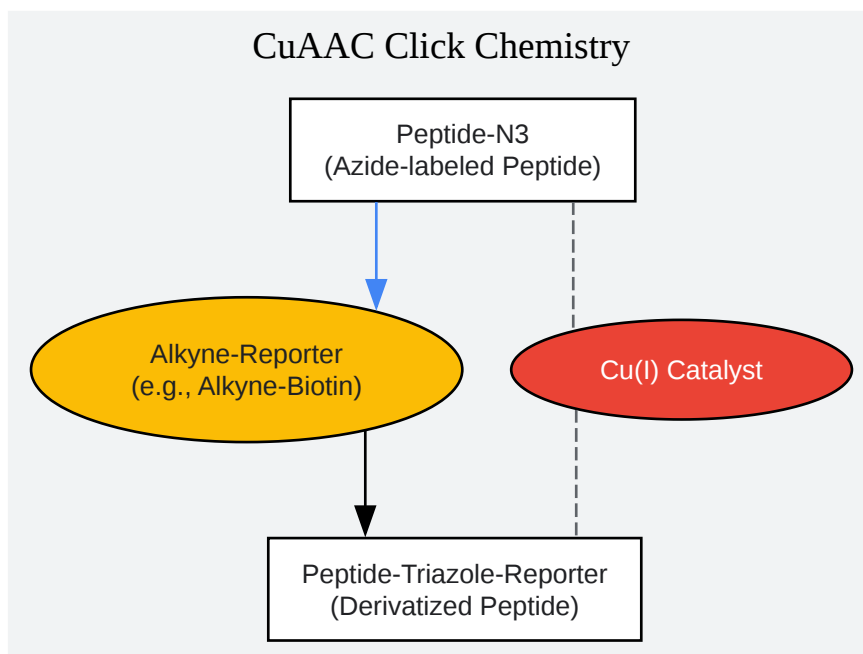 CuAAC Click Chemistry
Peptide-N3
(Azide-labeled Peptide)
Alkyne-Reporter
(e.g., Alkyne-Biotin)
Cu(I) Catalyst
Peptide-Triazole-Reporter
(Derivatized Peptide)